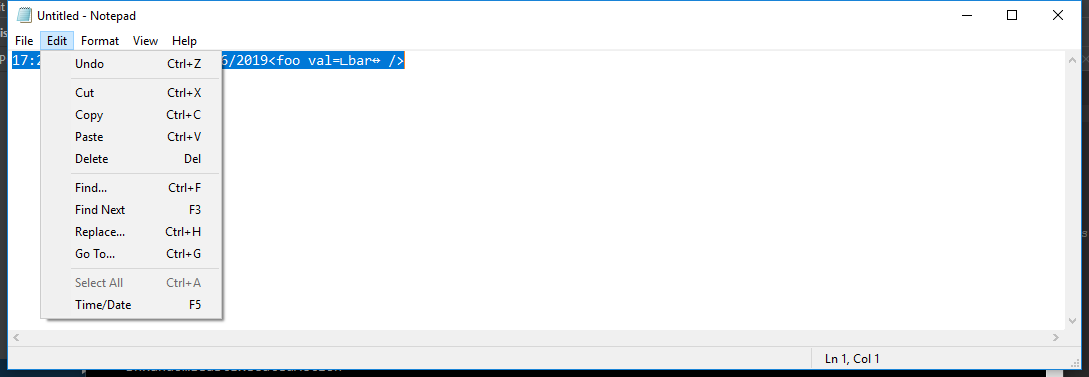 Untitled - Notepad
File Edit Format View Help
17:2 6/2019<foo val=∟bar↔ />
Undo Ctrl+Z
Cut Ctrl+X
Copy Ctrl+C
Paste Ctrl+V
Delete Del
Find... Ctrl+F
Find Next F3
Replace... Ctrl+H
Go To... Ctrl+G
Select All Ctrl+A
Time/Date F5
Ln 1, Col 1